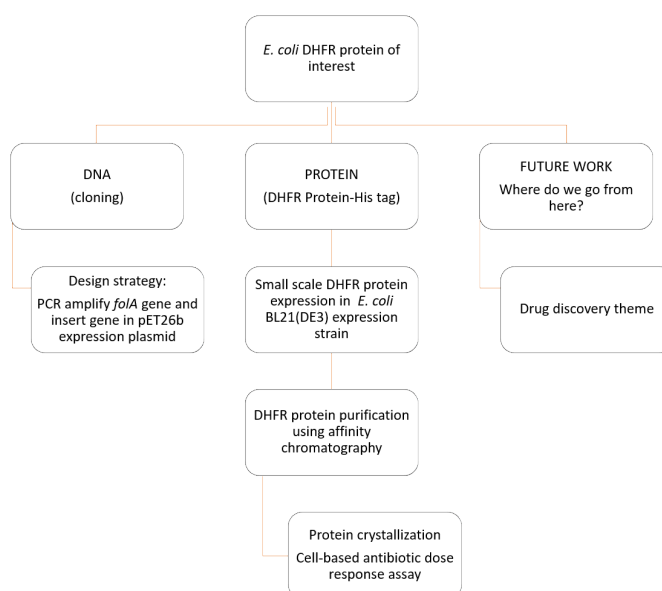 E. coli DHFR protein of
interest
DNA
(cloning)
PROTEIN
(DHFR Protein-His tag)
FUTURE WORK
Where do we go from
here?
Design strategy:
PCR amplify folA gene and
insert gene in pET26b
expression plasmid
Small scale DHFR protein
expression in E. coli
BL21(DE3) expression
strain
Drug discovery theme
DHFR protein purification
using affinity
chromatography
Protein crystallization
Cell-based antibiotic dose
response assay